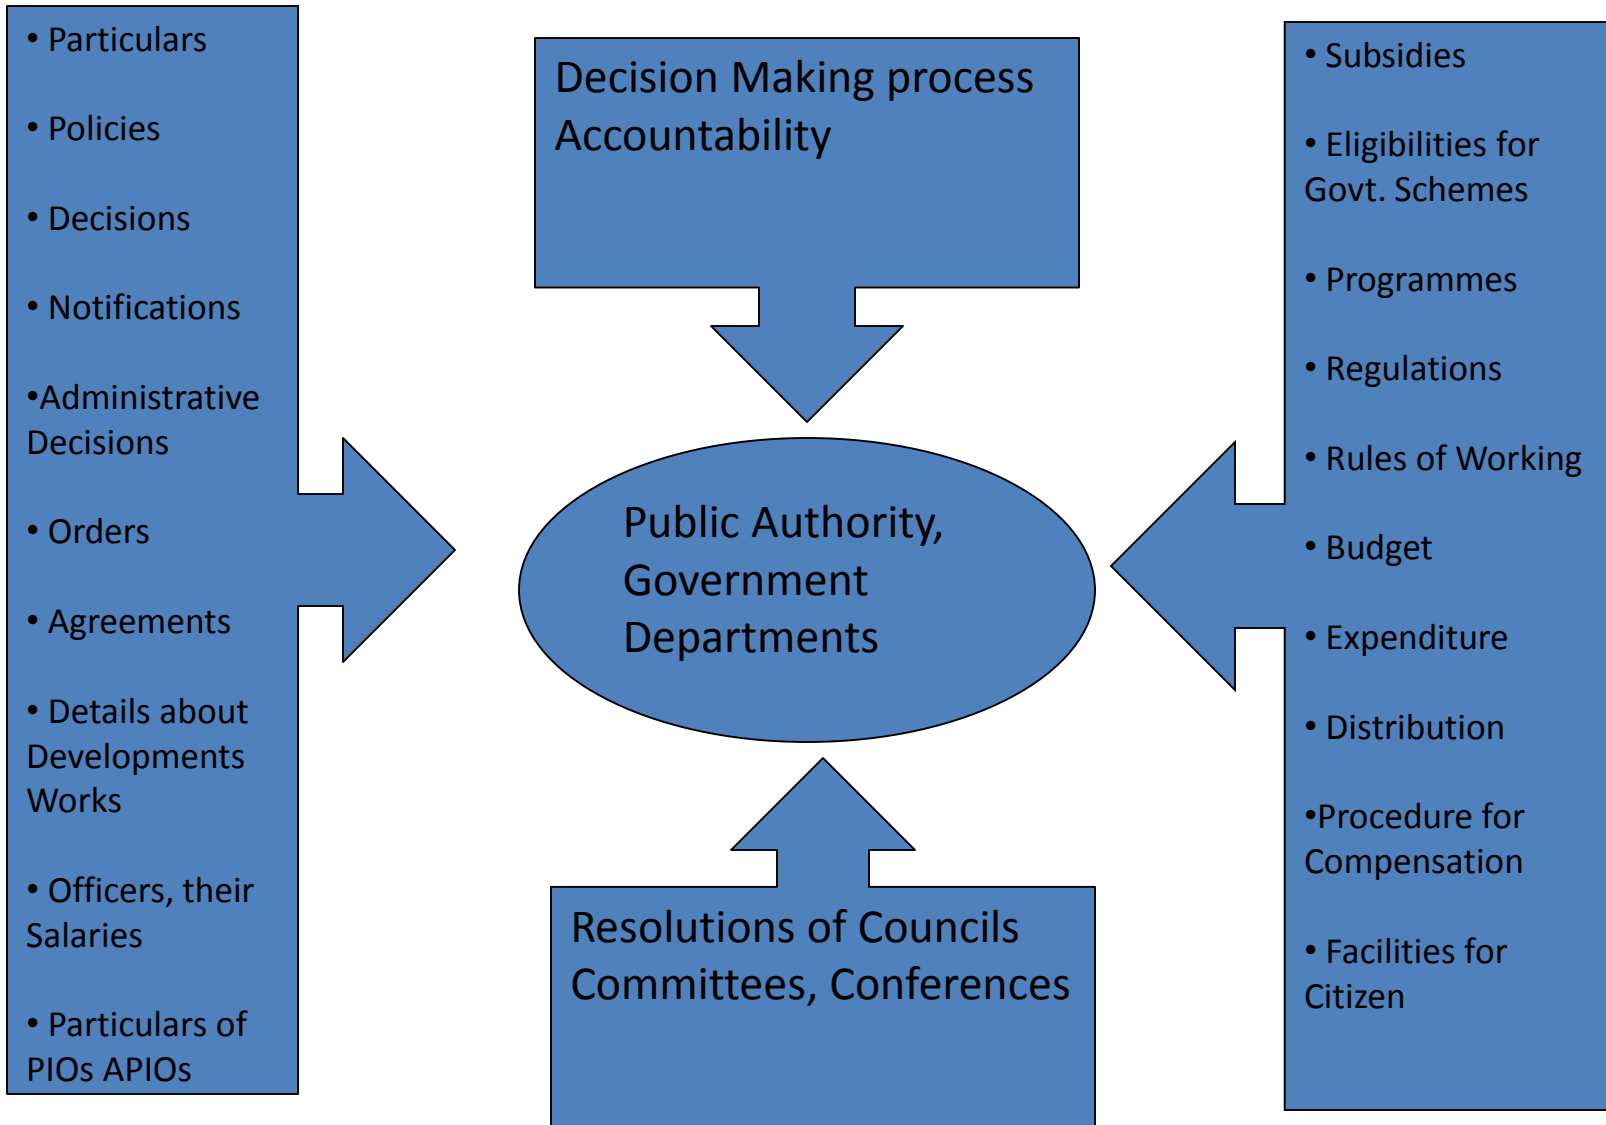 • Particulars
• Policies
• Decisions
• Notifications
•Administrative
Decisions
• Orders
• Agreements
• Details about
Developments
Works
• Officers, their
Salaries
• Particulars of
PIOs APIOs
Decision Making process
Accountability
Public Authority,
Government
Departments
Resolutions of Councils
Committees, Conferences
• Subsidies
• Eligibilities for
Govt. Schemes
• Programmes
• Regulations
• Rules of Working
• Budget
• Expenditure
• Distribution
•Procedure for
Compensation
• Facilities for
Citizen